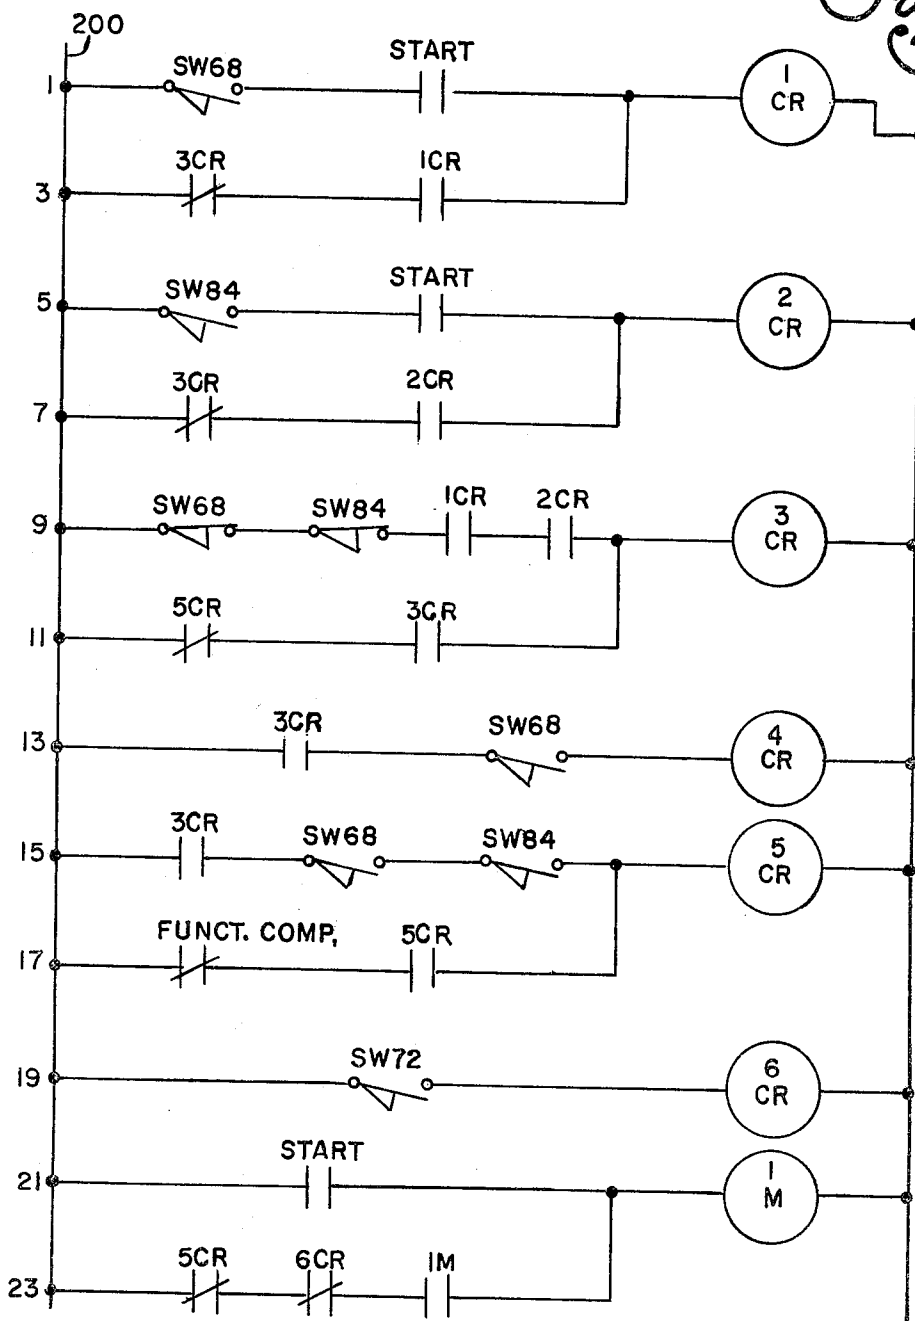 200
START
SW68
1
1
CR
3CR
1CR
3
START
SW84
5
2
CR
3CR
2CR
7
SW68
SW84
1CR
2CR
9
3
CR
5CR
3CR
11
3CR
SW68
13
4
CR
3CR
SW68
SW84
15
5
CR
FUNCT. COMP,
5CR
17
SW72
19
6
CR
START
21
1
M
5CR
6CR
1M
23